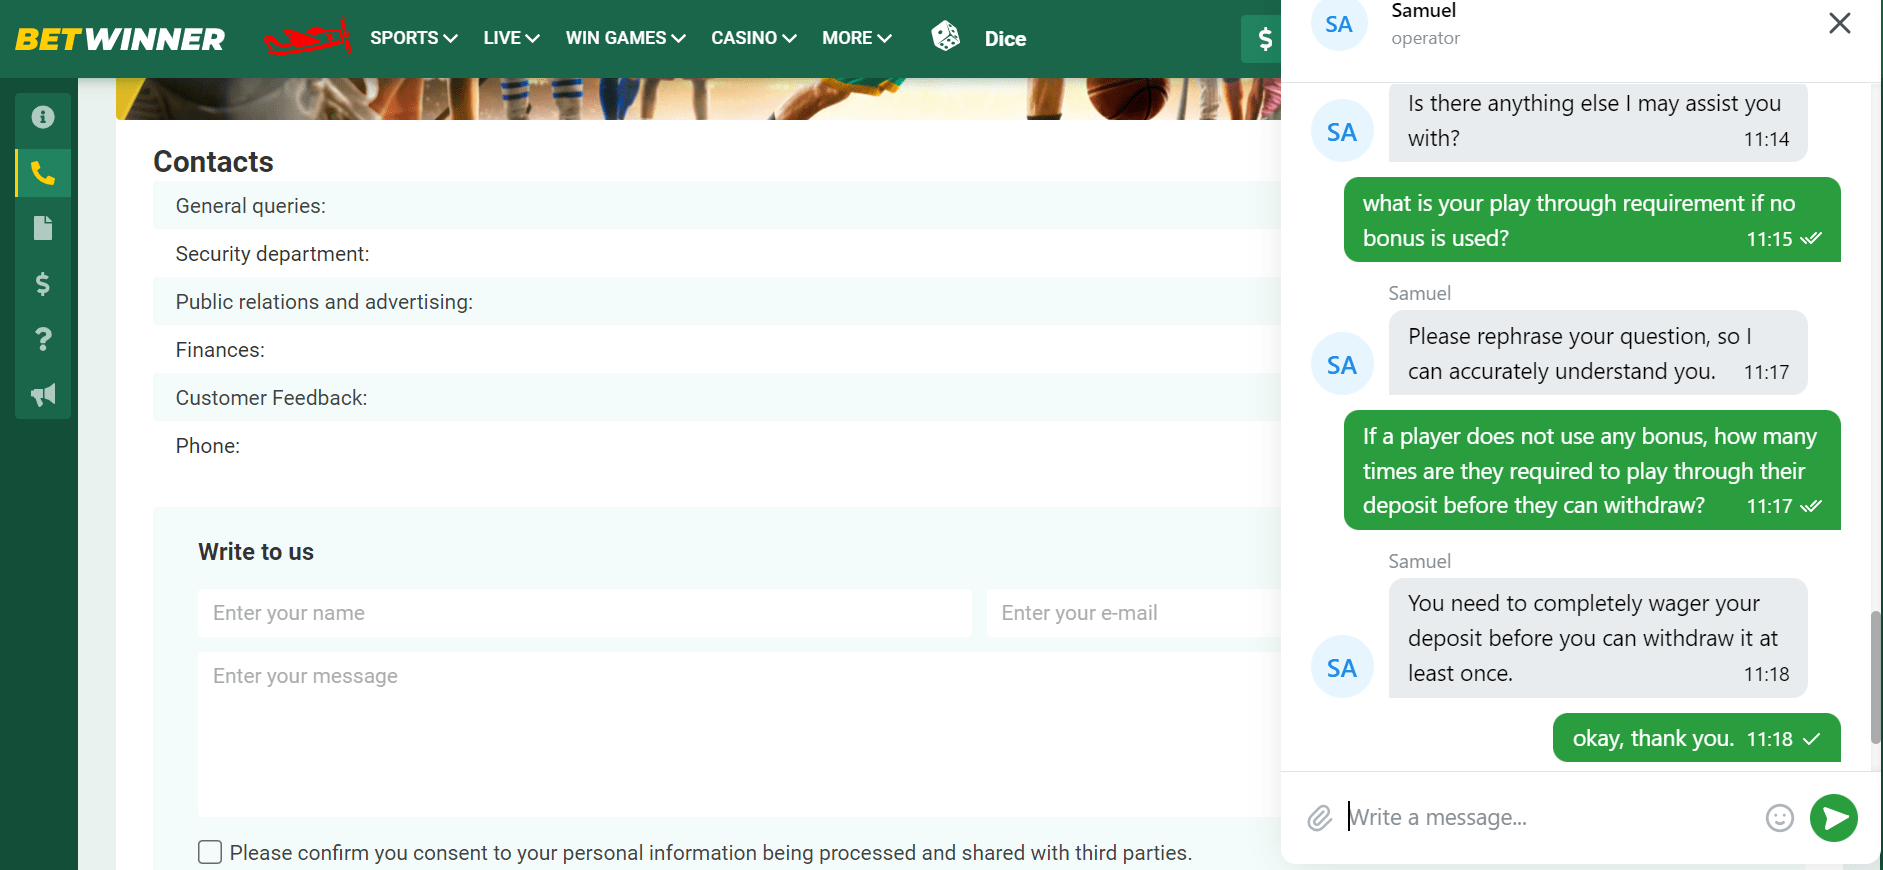 BETWINNER
SPORTS
LIVE
WIN GAMES
CASINO
MORE
Dice
$
Contacts
General queries:
Security department:
Public relations and advertising:
Finances:
Customer Feedback:
Phone:
Write to us
Enter your name
Enter your e-mail
Enter your message
Please confirm you consent to your personal information being processed and shared with third parties.
SA
Samuel
operator
Is there anything else I may assist you
with?
11:14
SA
what is your play through requirement if no
bonus is used?
11:15
Samuel
Please rephrase your question, so I
can accurately understand you.
11:17
SA
If a player does not use any bonus, how many
times are they required to play through their
deposit before they can withdraw?
11:17
Samuel
You need to completely wager your
deposit before you can withdraw it at
least once.
11:18
SA
okay, thank you.
11:18
Write a message...